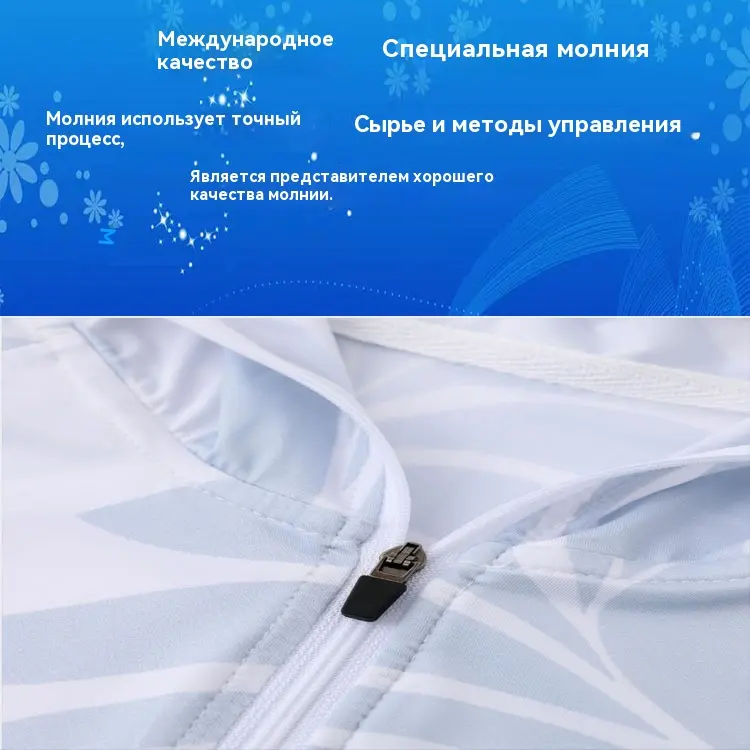 Международное
качество
Специальная молния
Молния использует точный
процесс,
Сырье и методы управления
Является представителем хорошего
качества молнии.
M